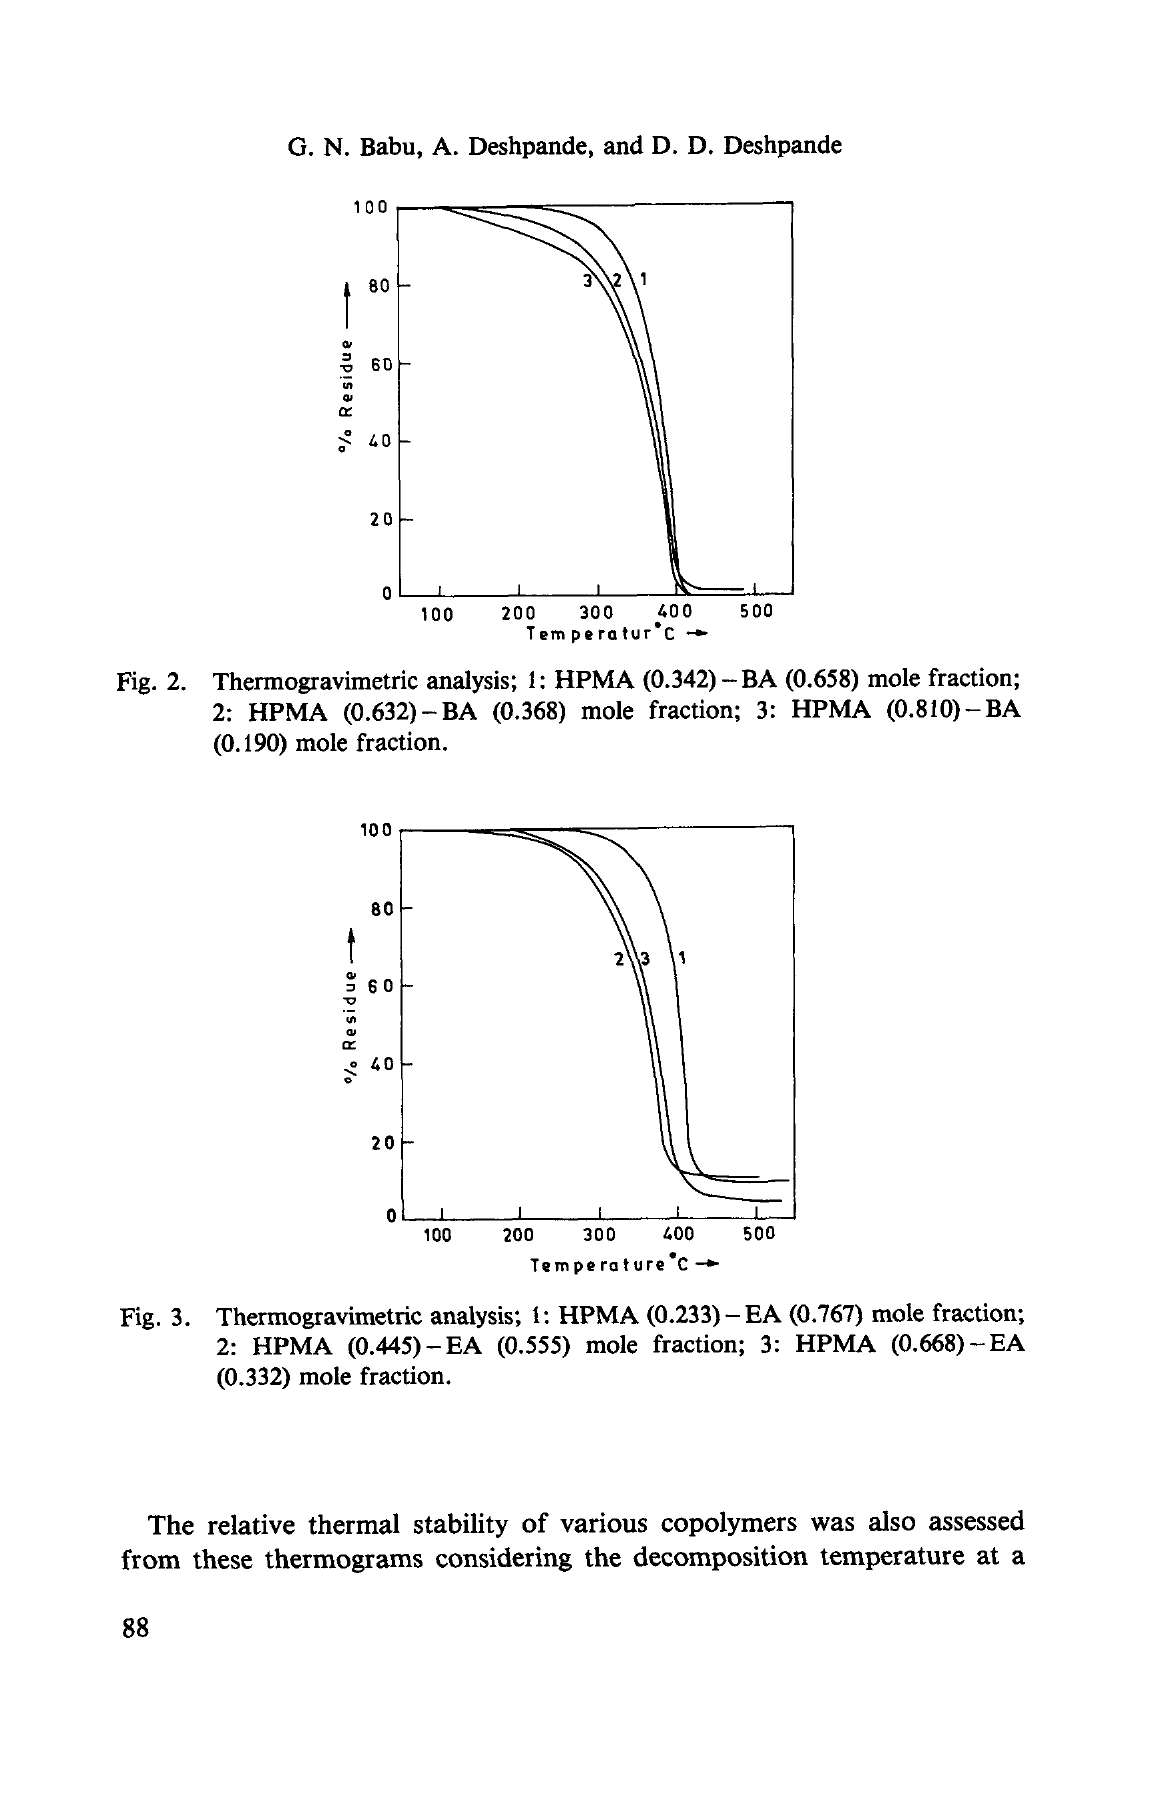 G. N. Babu, A. Deshpande, and D. D. Deshpande
100
80
60
40
20
0
% Residue
3 2 1
100 200 300 400 500
Temperatur°C
Fig. 2. Thermogravimetric analysis; 1: HPMA (0.342)–BA (0.658) mole fraction;
2: HPMA (0.632)–BA (0.368) mole fraction; 3: HPMA (0.810)–BA
(0.190) mole fraction.
100
80
60
40
20
0
% Residue
2 3 1
100 200 300 400 500
Temperature°C
Fig. 3. Thermogravimetric analysis; 1: HPMA (0.233)–EA (0.767) mole fraction;
2: HPMA (0.445)–EA (0.555) mole fraction; 3: HPMA (0.668)–EA
(0.332) mole fraction.
The relative thermal stability of various copolymers was also assessed
from these thermograms considering the decomposition temperature at a
88